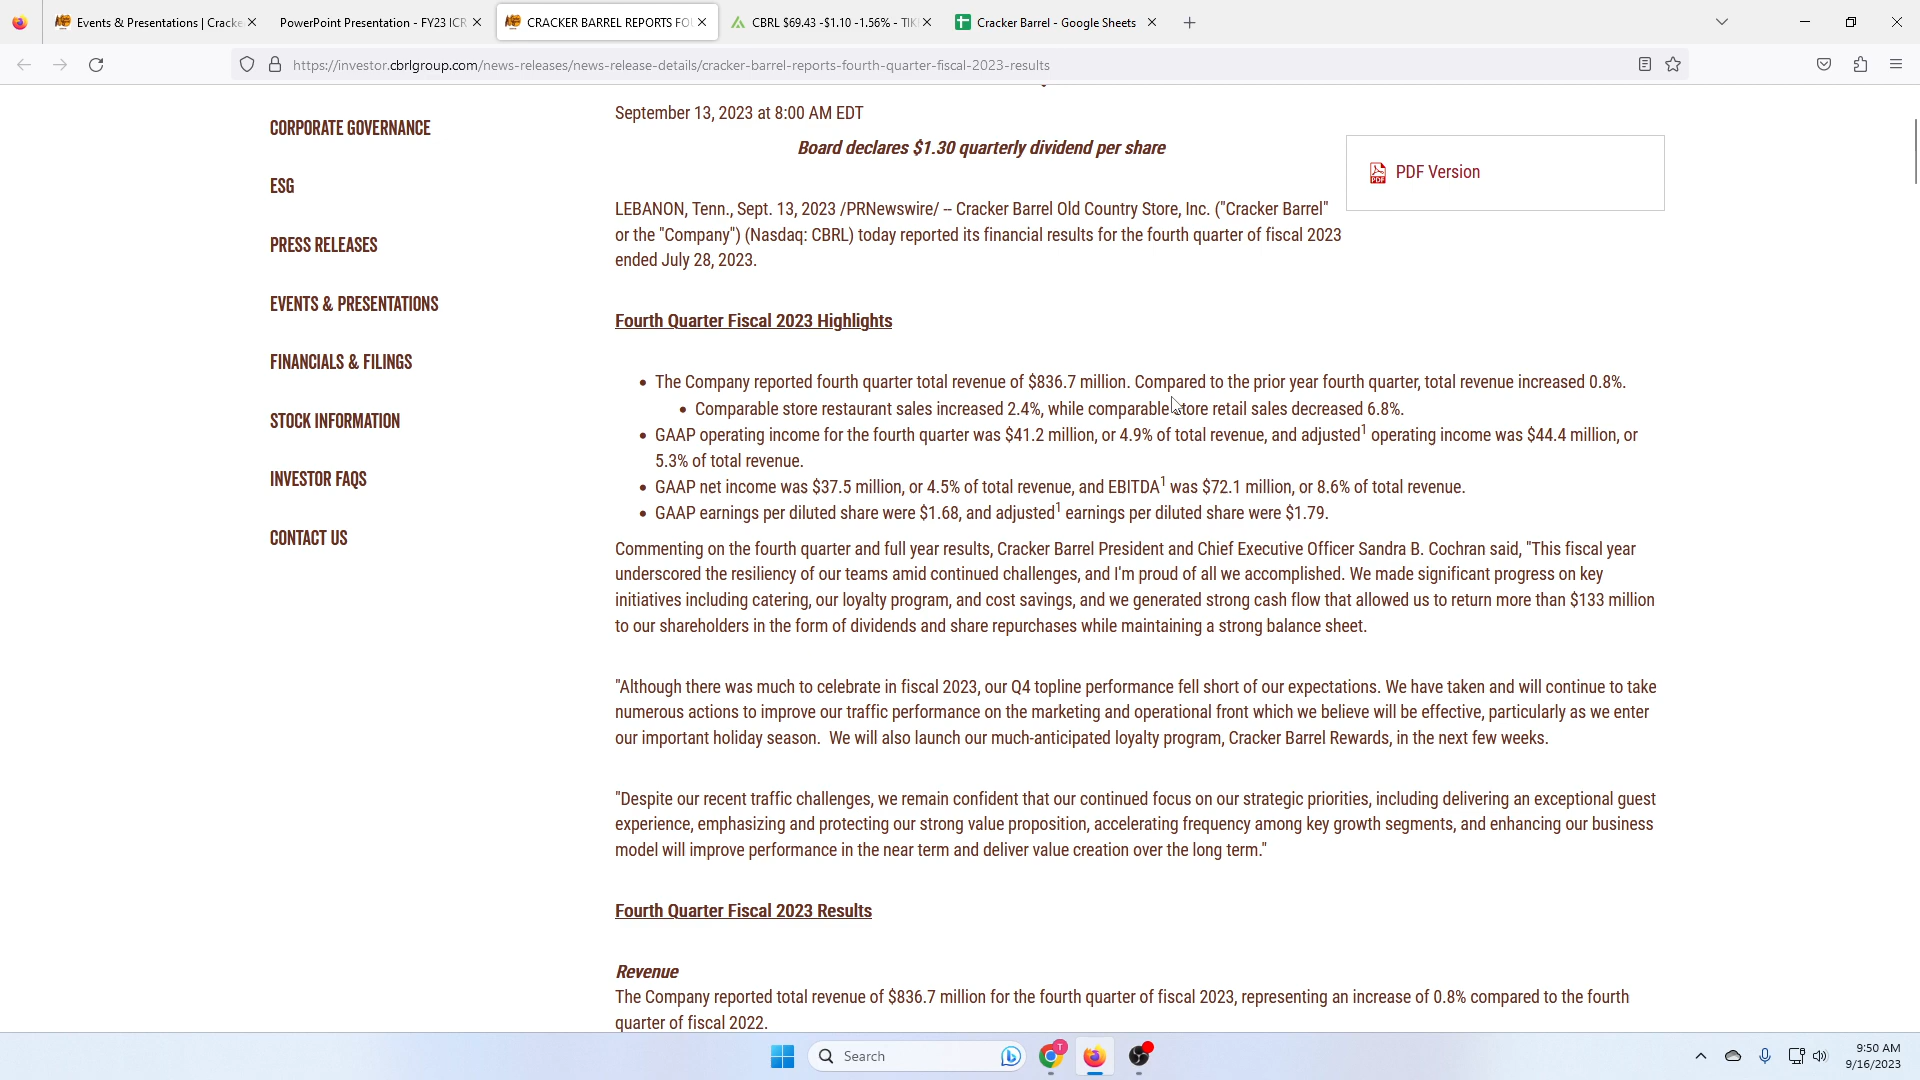 Events & Presentations | Cracke
PowerPoint Presentation - FY23 ICR
CRACKER BARREL REPORTS FO
CBRL $69.43 -$1.10 -1.56% - TIK
Cracker Barrel - Google Sheets
https://investor.cbrlgroup.com/news-releases/news-release-details/cracker-barrel-reports-fourth-quarter-fiscal-2023-results
CORPORATE GOVERNANCE
ESG
PRESS RELEASES
EVENTS & PRESENTATIONS
FINANCIALS & FILINGS
STOCK INFORMATION
INVESTOR FAQS
CONTACT US
September 13, 2023 at 8:00 AM EDT
Board declares $1.30 quarterly dividend per share
PDF Version
LEBANON, Tenn., Sept. 13, 2023 /PRNewswire/ -- Cracker Barrel Old Country Store, Inc. ("Cracker Barrel"
or the "Company") (Nasdaq: CBRL) today reported its financial results for the fourth quarter of fiscal 2023
ended July 28, 2023.
Fourth Quarter Fiscal 2023 Highlights
• The Company reported fourth quarter total revenue of $836.7 million. Compared to the prior year fourth quarter, total revenue increased 0.8%.
• Comparable store restaurant sales increased 2.4%, while comparable store retail sales decreased 6.8%.
• GAAP operating income for the fourth quarter was $41.2 million, or 4.9% of total revenue, and adjusted1 operating income was $44.4 million, or
5.3% of total revenue.
• GAAP net income was $37.5 million, or 4.5% of total revenue, and EBITDA1 was $72.1 million, or 8.6% of total revenue.
• GAAP earnings per diluted share were $1.68, and adjusted1 earnings per diluted share were $1.79.
Commenting on the fourth quarter and full year results, Cracker Barrel President and Chief Executive Officer Sandra B. Cochran said, "This fiscal year
underscored the resiliency of our teams amid continued challenges, and I'm proud of all we accomplished. We made significant progress on key
initiatives including catering, our loyalty program, and cost savings, and we generated strong cash flow that allowed us to return more than $133 million
to our shareholders in the form of dividends and share repurchases while maintaining a strong balance sheet.
"Although there was much to celebrate in fiscal 2023, our Q4 topline performance fell short of our expectations. We have taken and will continue to take
numerous actions to improve our traffic performance on the marketing and operational front which we believe will be effective, particularly as we enter
our important holiday season.  We will also launch our much-anticipated loyalty program, Cracker Barrel Rewards, in the next few weeks.
"Despite our recent traffic challenges, we remain confident that our continued focus on our strategic priorities, including delivering an exceptional guest
experience, emphasizing and protecting our strong value proposition, accelerating frequency among key growth segments, and enhancing our business
model will improve performance in the near term and deliver value creation over the long term."
Fourth Quarter Fiscal 2023 Results
Revenue
The Company reported total revenue of $836.7 million for the fourth quarter of fiscal 2023, representing an increase of 0.8% compared to the fourth
quarter of fiscal 2022.
Search
T
9:50 AM
9/16/2023